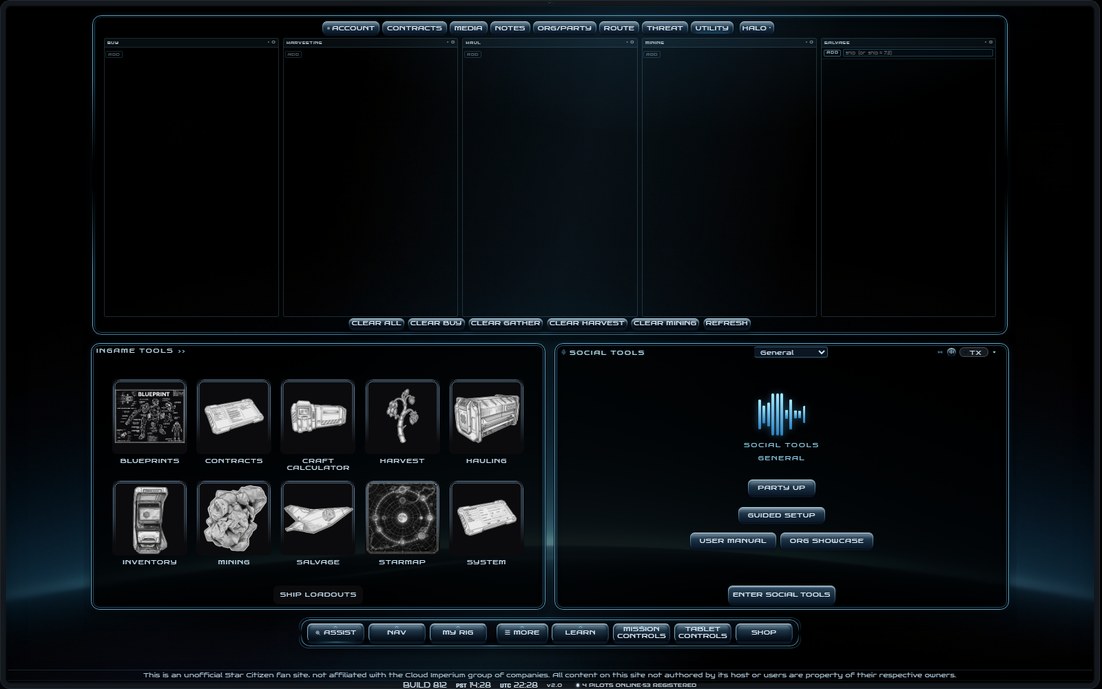 ACCOUNT CONTRACTS MEDIA NOTES ORG/PARTY ROUTE THREAT UTILITY HALO
BUY HARVESTING HAUL MINING SALVAGE
ADD ADD ADD ADD ADD
CLEAR ALL CLEAR BUY CLEAR GATHER CLEAR HARVEST CLEAR MINING REFRESH
INGAME TOOLS >>
BLUEPRINT
BLUEPRINTS CONTRACTS CRAFT CALCULATOR HARVEST HAULING
INVENTORY MINING SALVAGE STARMAP SYSTEM
SHIP LOADOUTS
SOCIAL TOOLS General TX
SOCIAL TOOLS
GENERAL
PARTY UP
GUIDED SETUP
USER MANUAL ORG SHOWCASE
ENTER SOCIAL TOOLS
ASSIST NAV MY RIG ☰ MORE LEARN MISSION CONTROLS TABLET CONTROLS SHOP
This is an unofficial Star Citizen fan site, not affiliated with the Cloud Imperium group of companies. All content on this site not authored by its host or users are property of their respective owners.
BUILD 812 PST 14:28 UTC 22:28 v2.0 4 PILOTS ONLINE·53 REGISTERED